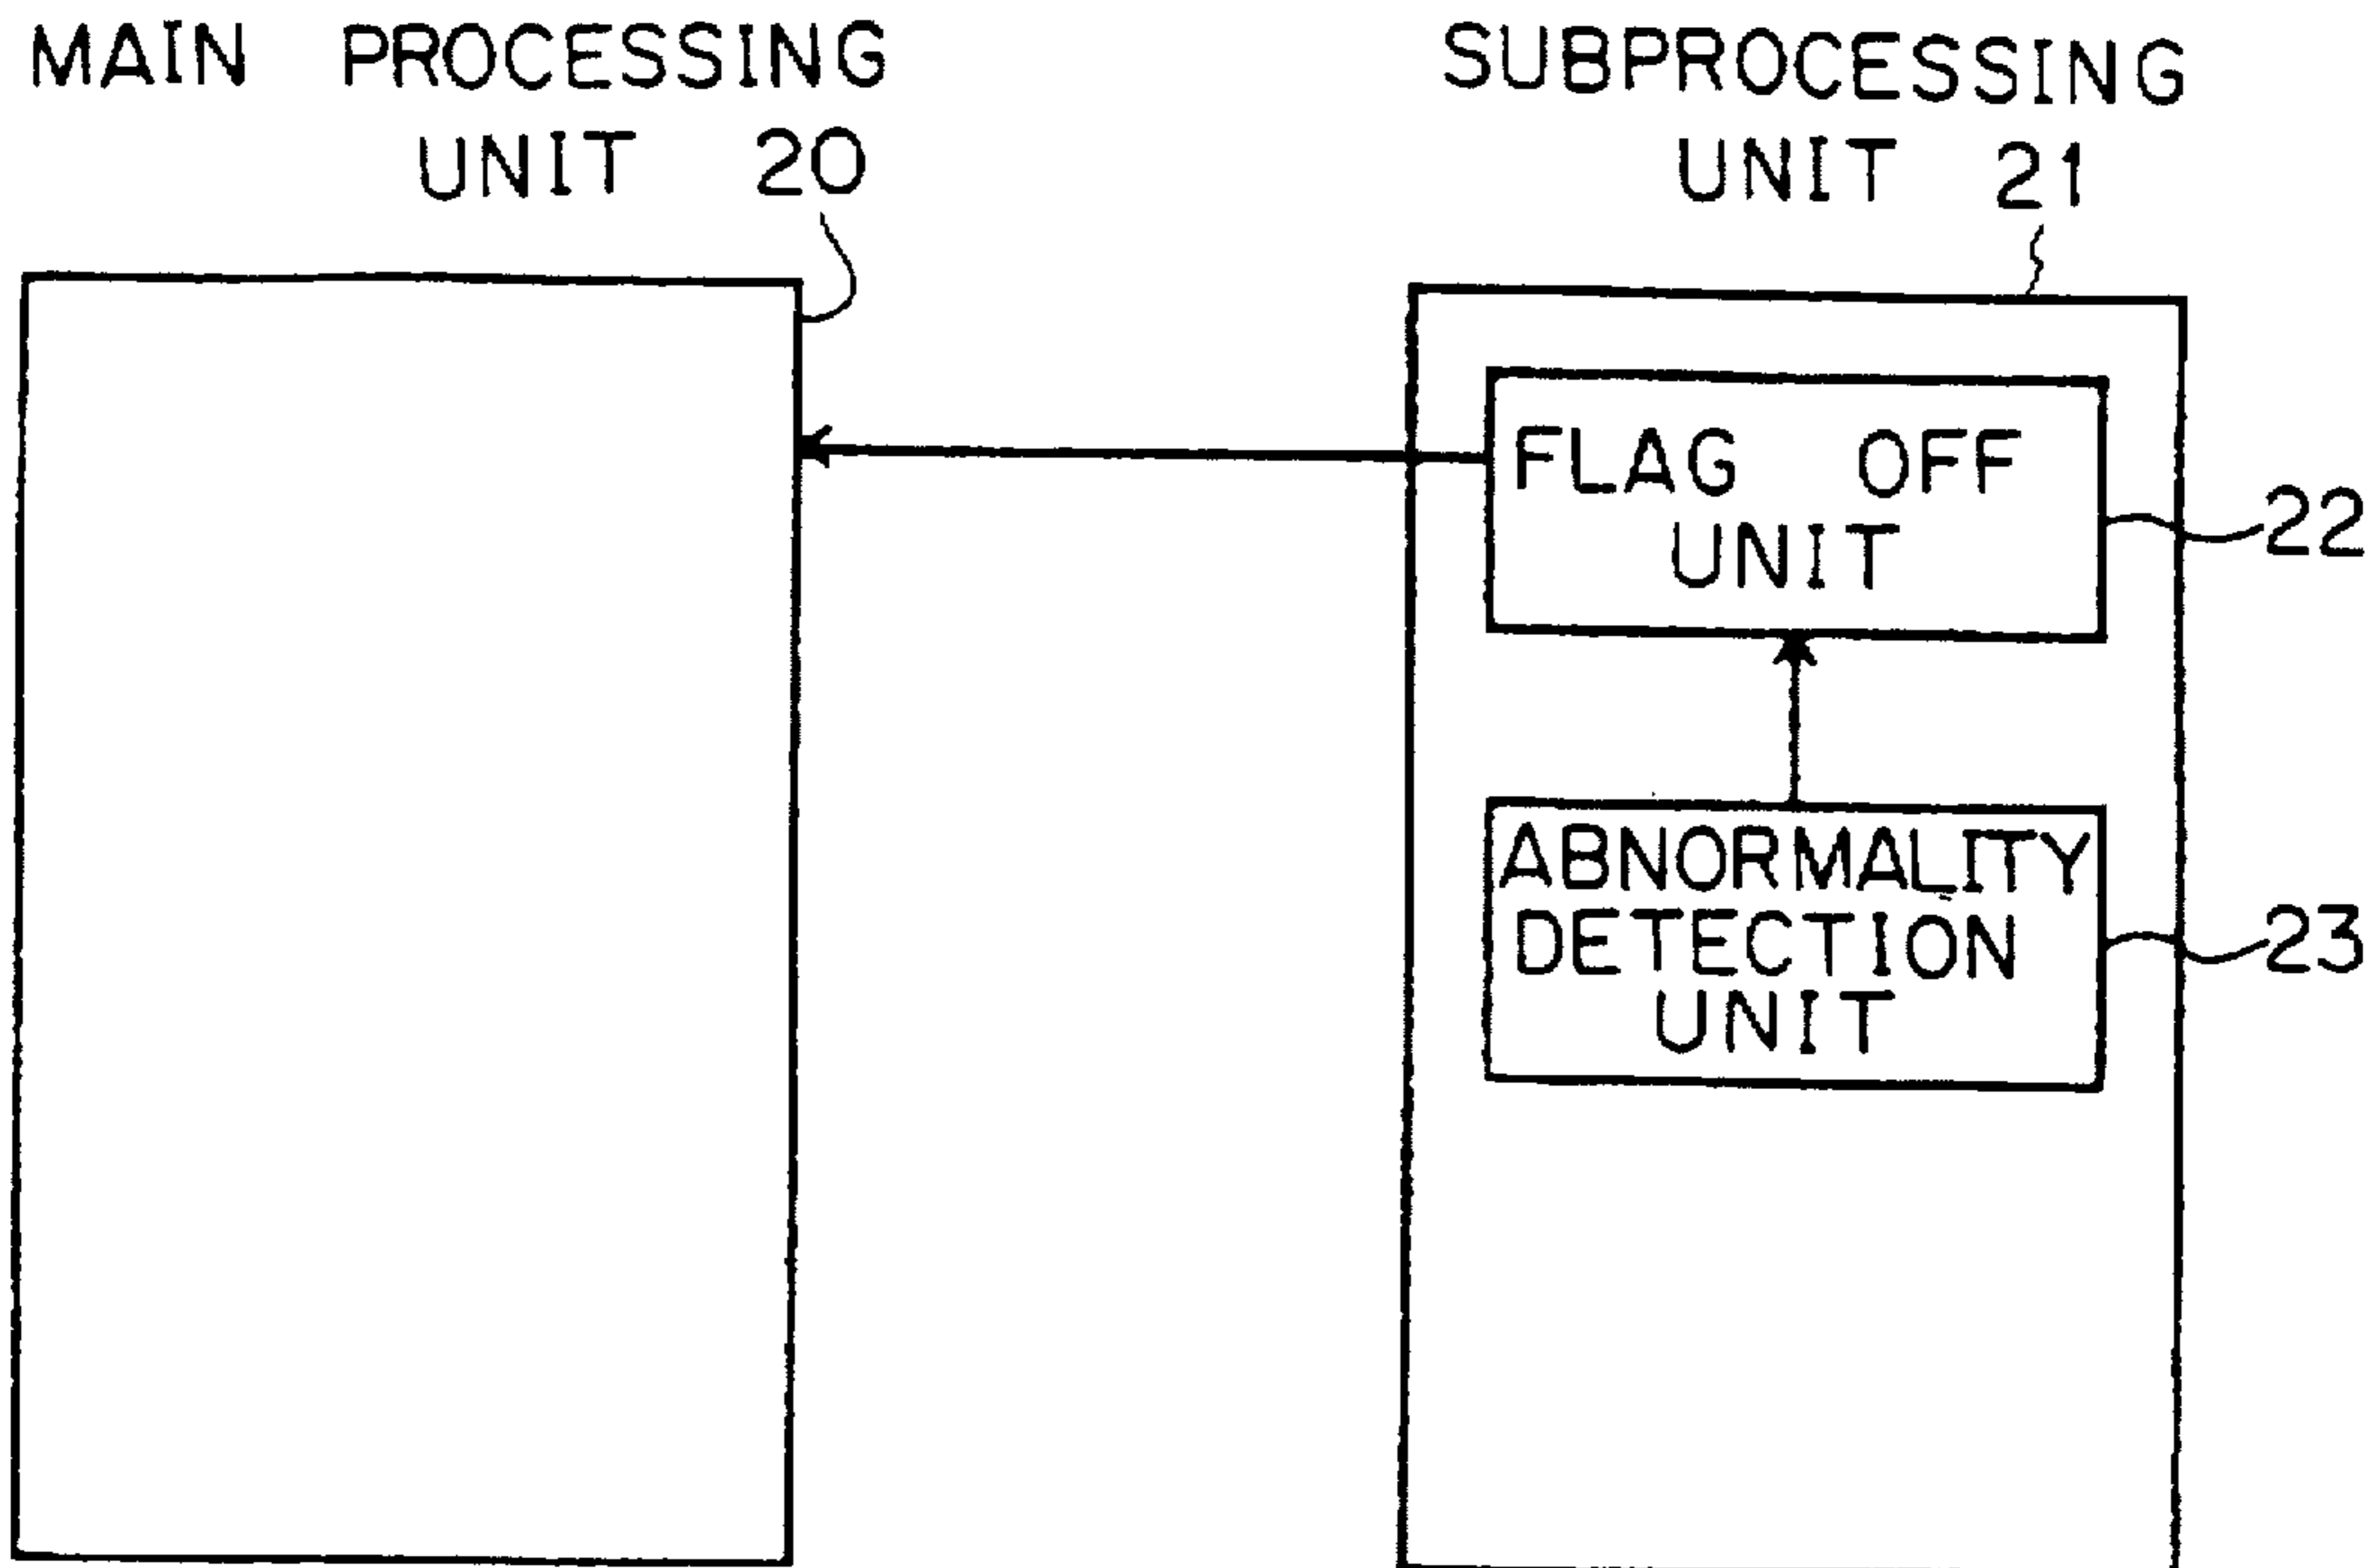 MAIN PROCESSING
UNIT 20
SUBPROCESSING
UNIT 21
FLAG OFF
UNIT
22
ABNORMALITY
DETECTION
UNIT
23